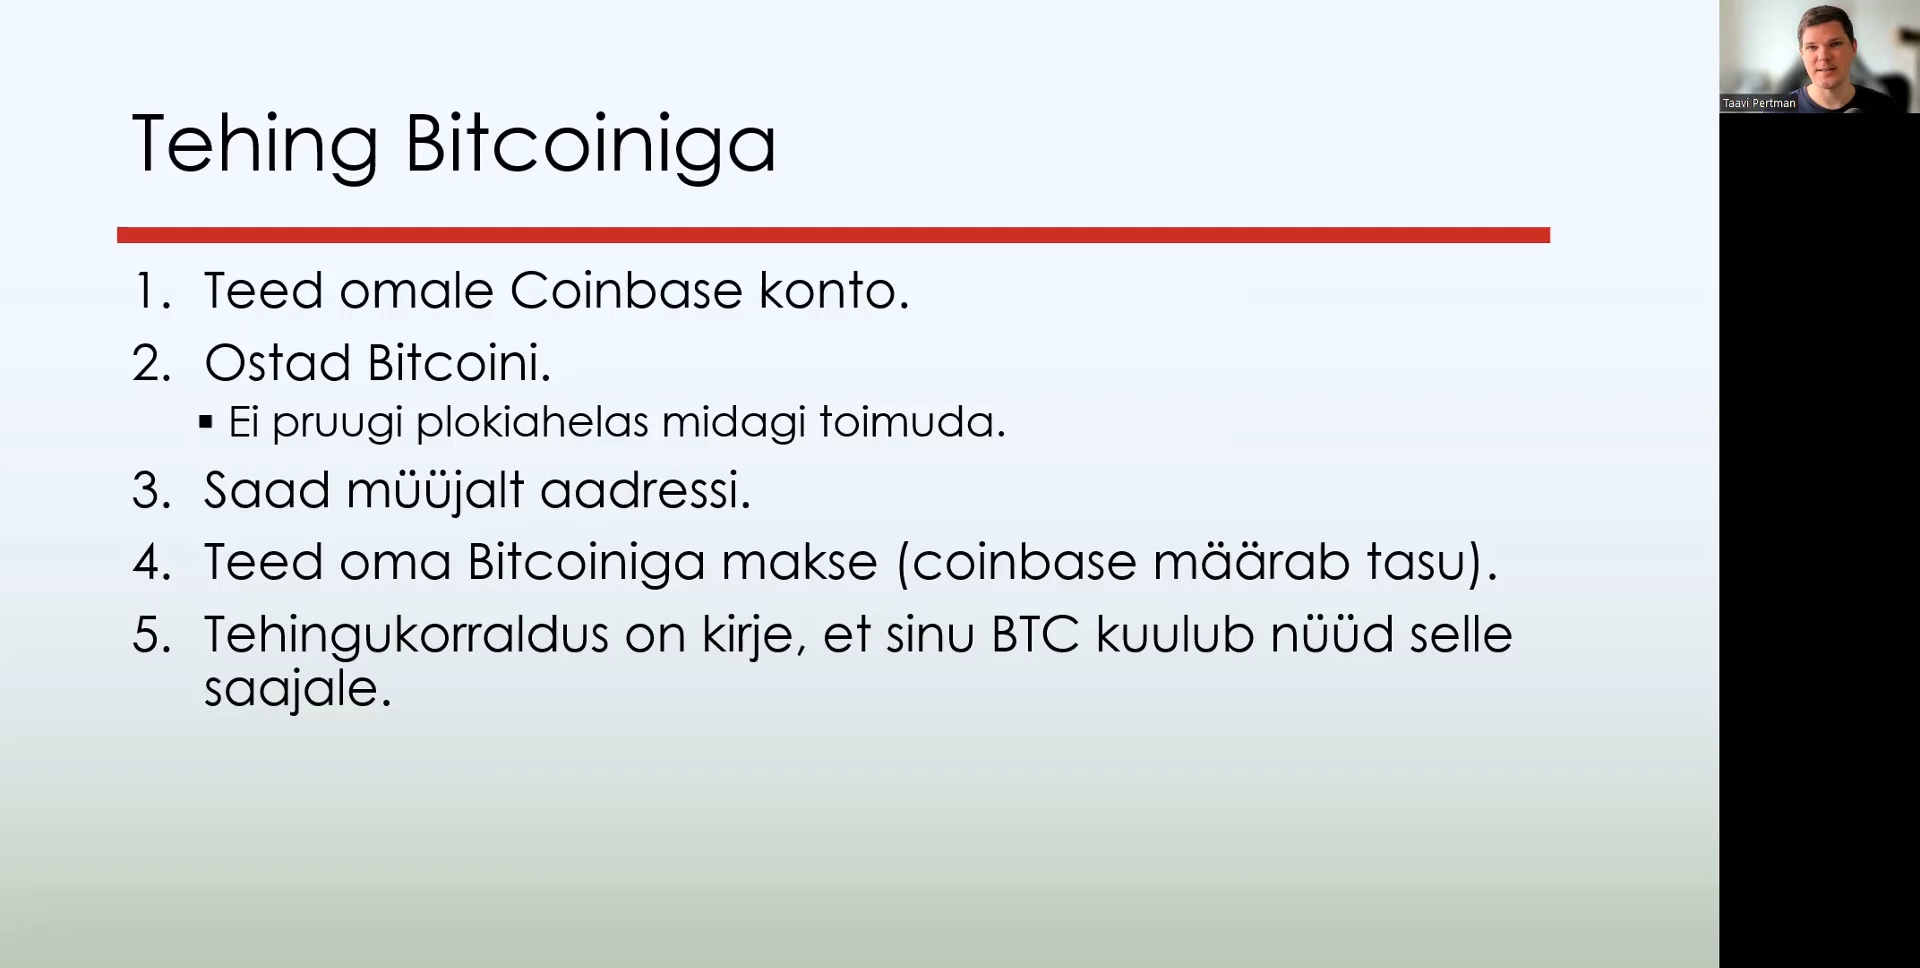 Tehing Bitcoiniga
1. Teed omale Coinbase konto.
2. Ostad Bitcoini.
▪ Ei pruugi plokiahelas midagi toimuda.
3. Saad müüjalt aadressi.
4. Teed oma Bitcoiniga makse (coinbase määrab tasu).
5. Tehingukorraldus on kirje, et sinu BTC kuulub nüüd selle
saajale.
Taavi Pertman